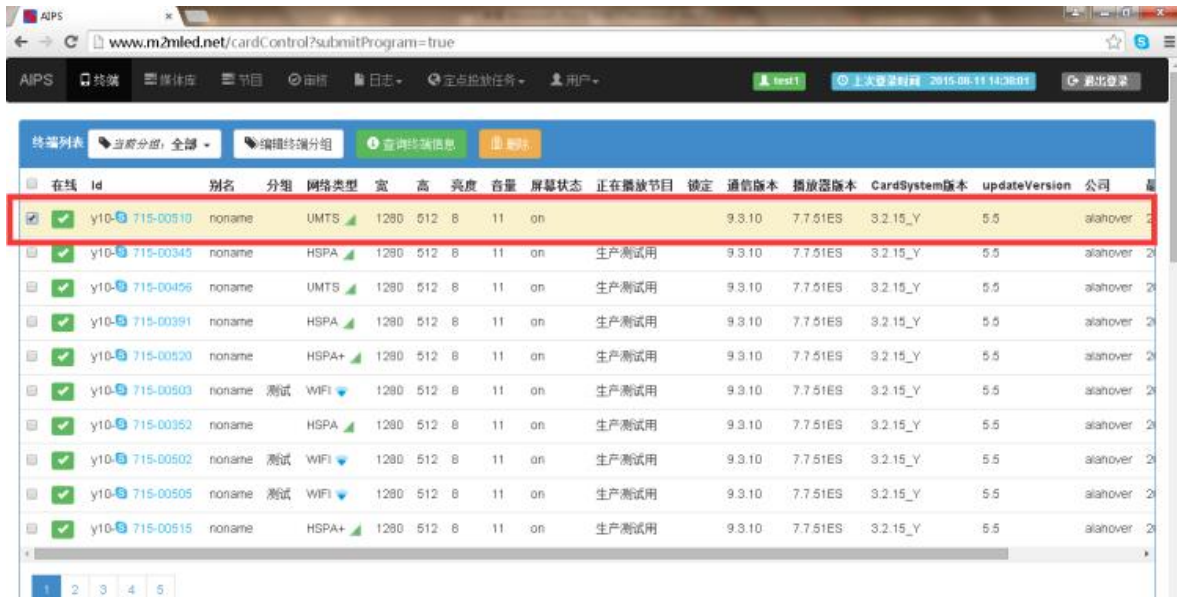 AIPS
www.m2mled.net/cardControl?submitProgram=true
AIPS 终端 媒体库 节目 审核 日志 定点投放任务 用户 test1 上次登录时间 2015-08-11 14:38:01 退出登录
终端列表 当前分组：全部 编辑终端分组 查询终端信息 删除
在线 Id 别名 分组 网络类型 宽 高 亮度 音量 屏幕状态 正在播放节目 锁定 通信版本 播放器版本 CardSystem版本 updateVersion 公司
y10-715-00510 noname UMTS 1280 512 8 11 on 9.3.10 7.7.51ES 3.2.15_Y 5.5 alahover 2
y10-715-00345 noname HSPA 1280 512 8 11 on 生产测试用 9.3.10 7.7.51ES 3.2.15_Y 5.5 alahover 20
y10-715-00456 noname UMTS 1280 512 8 11 on 生产测试用 9.3.10 7.7.51ES 3.2.15_Y 5.5 alahover 20
y10-715-00391 noname HSPA 1280 512 8 11 on 生产测试用 9.3.10 7.7.51ES 3.2.15_Y 5.5 alahover 20
y10-715-00520 noname HSPA+ 1280 512 8 11 on 生产测试用 9.3.10 7.7.51ES 3.2.15_Y 5.5 alahover 20
y10-715-00503 noname 测试 WIFI 1280 512 8 11 on 生产测试用 9.3.10 7.7.51ES 3.2.15_Y 5.5 alahover 20
y10-715-00352 noname HSPA 1280 512 8 11 on 生产测试用 9.3.10 7.7.51ES 3.2.15_Y 5.5 alahover 20
y10-715-00502 noname 测试 WIFI 1280 512 8 11 on 生产测试用 9.3.10 7.7.51ES 3.2.15_Y 5.5 alahover 20
y10-715-00505 noname 测试 WIFI 1280 512 8 11 on 生产测试用 9.3.10 7.7.51ES 3.2.15_Y 5.5 alahover 20
y10-715-00515 noname HSPA+ 1280 512 8 11 on 生产测试用 9.3.10 7.7.51ES 3.2.15_Y 5.5 alahover 20
1 2 3 4 5